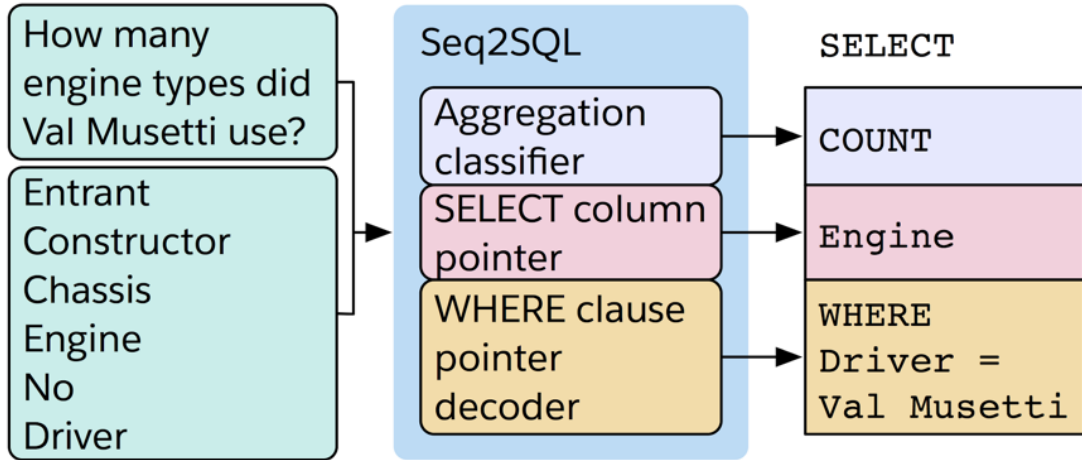 How many
engine types did
Val Musetti use?
Entrant
Constructor
Chassis
Engine
No
Driver
Seq2SQL
Aggregation
classifier
SELECT column
pointer
WHERE clause
pointer
decoder
SELECT
COUNT
Engine
WHERE
Driver =
Val Musetti